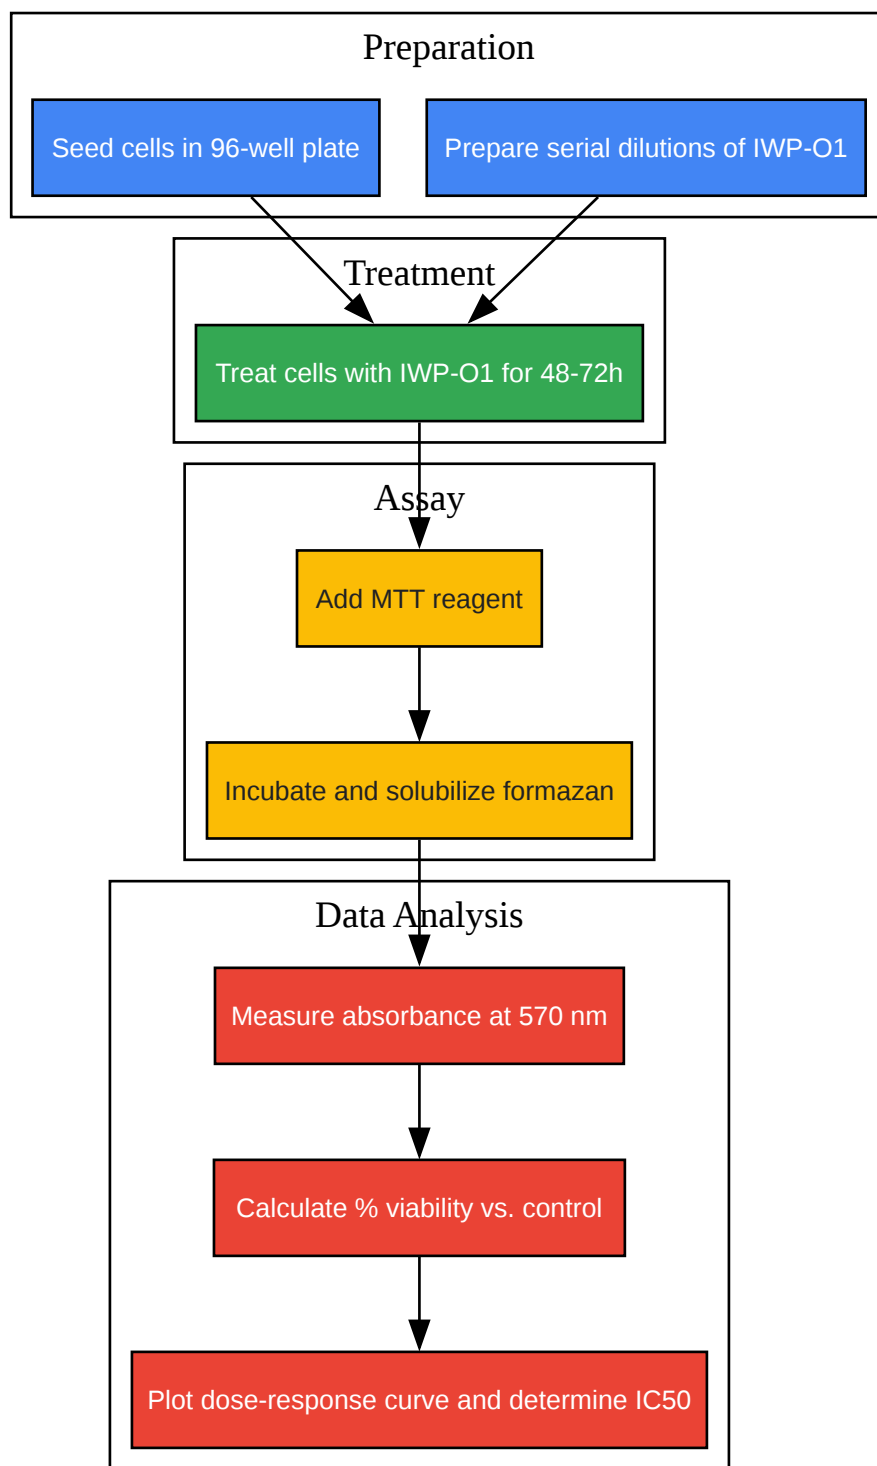 Preparation
Seed cells in 96-well plate
Prepare serial dilutions of IWP-O1
Treatment
Treat cells with IWP-O1 for 48-72h
Assay
Add MTT reagent
Incubate and solubilize formazan
Data Analysis
Measure absorbance at 570 nm
Calculate % viability vs. control
Plot dose-response curve and determine IC50